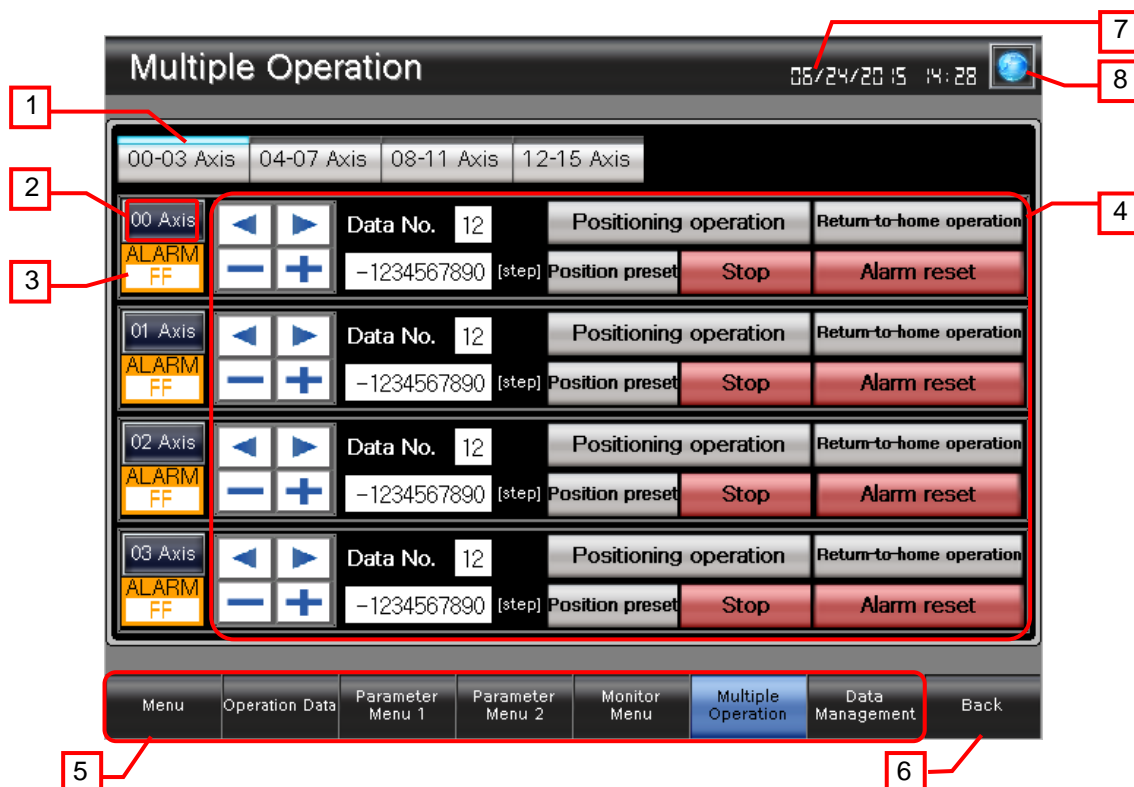 7
Multiple Operation 06/24/2015 14:28
8
1
00-03 Axis 04-07 Axis 08-11 Axis 12-15 Axis
2
00 Axis Data No. 12 Positioning operation Return-to-home operation
4
ALARM
3
FF -1234567890 [step] Position preset Stop Alarm reset
01 Axis Data No. 12 Positioning operation Return-to-home operation
ALARM
FF -1234567890 [step] Position preset Stop Alarm reset
02 Axis Data No. 12 Positioning operation Return-to-home operation
ALARM
FF -1234567890 [step] Position preset Stop Alarm reset
03 Axis Data No. 12 Positioning operation Return-to-home operation
ALARM
FF -1234567890 [step] Position preset Stop Alarm reset
Menu
Operation Data
Parameter
Menu 1
Parameter
Menu 2
Monitor
Menu
Multiple
Operation
Data
Management
Back
5
6